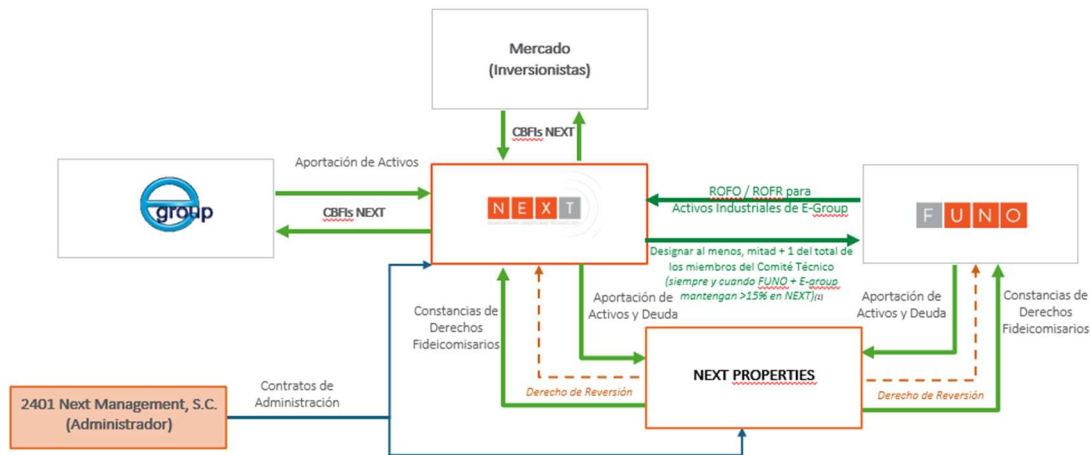 Mercado
(Inversionistas)
CBFIs NEXT
Aportación de Activos
e
group
CBFIs NEXT
NEXT
ROFO / ROFR para
Activos Industriales de E-Group
FUNO
Designar al menos, mitad + 1 del total de
los miembros del Comité Técnico
(siempre y cuando FUNO + E-group
mantengan >15% en NEXT)(1)
Constancias de
Derechos
Fideicomisarios
Aportación de
Activos y Deuda
Aportación de
Activos y Deuda
Constancias de
Derechos
Fideicomisarios
NEXT PROPERTIES
Derecho de Reversión
Derecho de Reversión
2401 Next Management, S.C.
(Administrador)
Contratos de
Administración